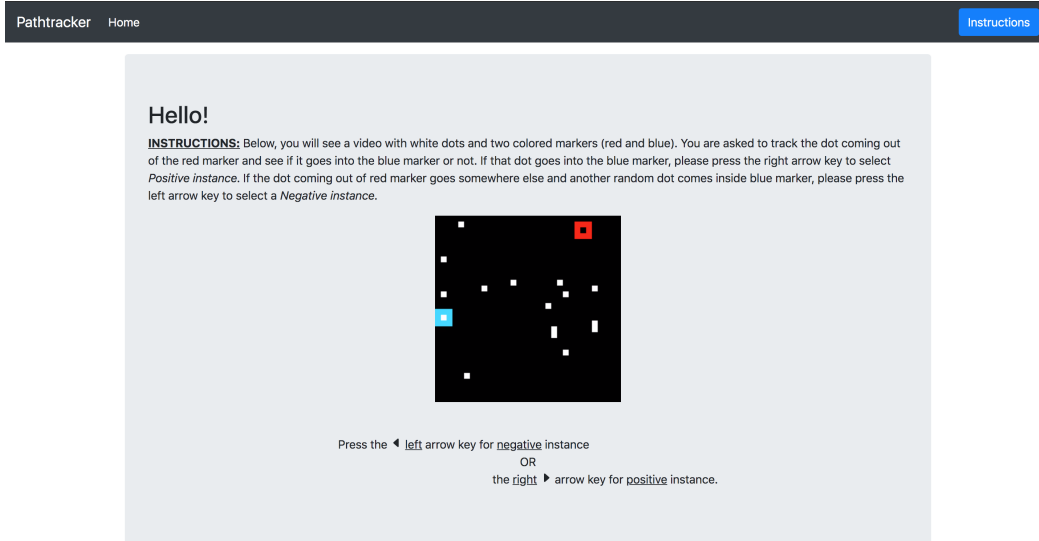 Pathtracker Home Instructions
Hello!
INSTRUCTIONS: Below, you will see a video with white dots and two colored markers (red and blue). You are asked to track the dot coming out
of the red marker and see if it goes into the blue marker or not. If that dot goes into the blue marker, please press the right arrow key to select
Positive instance. If the dot coming out of red marker goes somewhere else and another random dot comes inside blue marker, please press the
left arrow key to select a Negative instance.
Press the left arrow key for negative instance
OR
the right arrow key for positive instance.